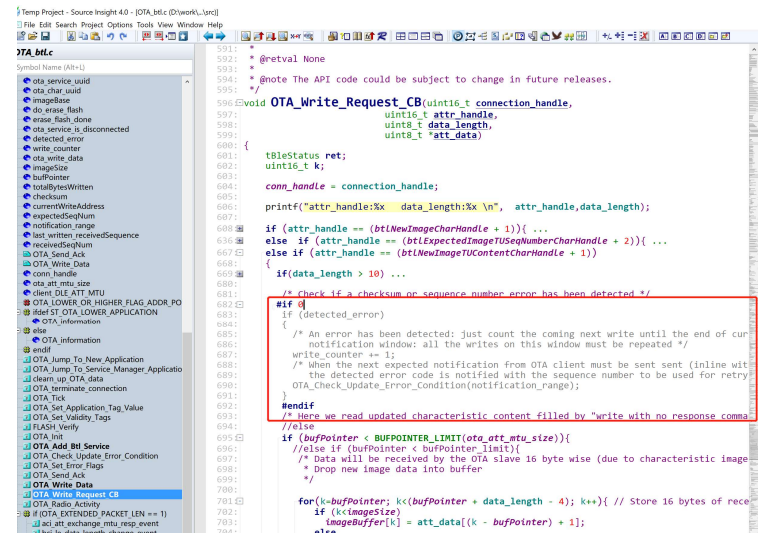 Temp Project - Source Insight 4.0 - [OTA_btl.c (D:\work\...\src)]
File Edit Search Project Options Tools View Window Help
OTA_btl.c
Symbol Name (Alt+L)
ota_service_uuid
ota_char_uuid
imageBase
do_erase_flash
erase_flash_done
ota_service_is_disconnected
detected_error
write_counter
ota_write_data
imageSize
bufPointer
totalBytesWritten
checksum
currentWriteAddress
expectedSeqNum
notification_range
last_written_receivedSequence
receivedSeqNum
OTA_Send_Ack
OTA_Write_Data
conn_handle
ota_att_mtu_size
client_DLE_ATT_MTU
OTA_LOWER_OR_HIGHER_FLAG_ADDR_PO
ifdef ST_OTA_LOWER_APPLICATION
OTA_information
else
OTA_information
endif
OTA_Jump_To_New_Application
OTA_Jump_To_Service_Manager_Applicatio
clearn_up_OTA_data
OTA_terminate_connection
OTA_Tick
OTA_Set_Application_Tag_Value
OTA_Set_Validity_Tags
FLASH_Verify
OTA_Init
OTA_Add_Btl_Service
OTA_Check_Update_Error_Condition
OTA_Set_Error_Flags
OTA_Send_Ack
OTA_Write_Data
OTA_Write_Request_CB
OTA_Radio_Activity
if (OTA_EXTENDED_PACKET_LEN == 1)
aci_att_exchange_mtu_resp_event
hci_le_data_length_change_event
591: *
592: * @retval None
593: *
594: * @note The API code could be subject to change in future releases.
595: */
596: void OTA_Write_Request_CB(uint16_t connection_handle,
597: uint16_t attr_handle,
598: uint8_t data_length,
599: uint8_t *att_data)
600: {
601: tBleStatus ret;
602: uint16_t k;
603:
604: conn_handle = connection_handle;
605:
606: printf("attr_handle:%x data_length:%x \n", attr_handle,data_length);
607:
608: if (attr_handle == (btlNewImageCharHandle + 1)){ ...
636: else if (attr_handle == (btlExpectedImageTUSeqNumberCharHandle + 2)){ ...
667: else if (attr_handle == (btlNewImageTUContentCharHandle + 1))
668: {
669: if(data_length > 10) ...
680:
681: /* Check if a checksum or sequence number error has been detected */
682: #if 0
683: if (detected_error)
684: {
685: /* An error has been detected: just count the coming next write until the end of cur
686: notification window: all the writes on this window must be repeated */
687: write_counter += 1;
688: /* When the next expected notification from OTA client must be sent sent (inline wit
689: the detected error code is notified with the sequence number to be used for retry
690: OTA_Check_Update_Error_Condition(notification_range);
691: }
692: #endif
693: /* Here we read updated characteristic content filled by "write with no response comma
694: //else
695: if (bufPointer < BUFPOINTER_LIMIT(ota_att_mtu_size)){
696: //else if (bufPointer < bufPointer_limit){
697: /* Data will be received by the OTA slave 16 byte wise (due to characteristic image
698: * Drop new image data into buffer
699: */
700:
701: for(k=bufPointer; k<(bufPointer + data_length - 4); k++){ // Store 16 bytes of rece
702: if (k<imageSize)
703: imageBuffer[k] = att_data[(k - bufPointer) + 1];
704: else